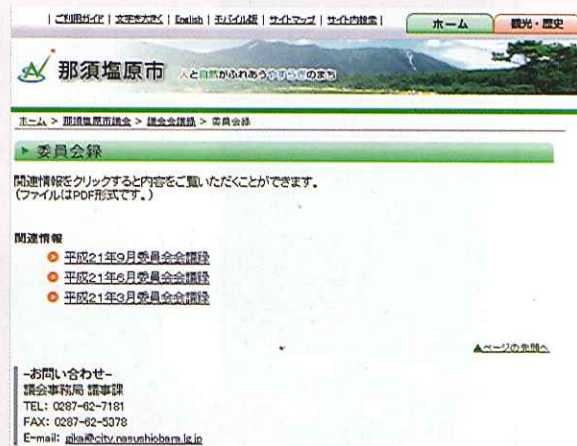 | ご利用ガイド | 文字を大きく | English | モバイル版 | サイトマップ | サイト内検索 |
ホーム 観光・歴史
那須塩原市 人と自然がふれあうやすらぎのまち
ホーム > 那須塩原市議会 > 議会会議録 > 委員会録
委員会録
関連情報をクリックすると内容をご覧いただくことができます。
(ファイルはPDF形式です。)
関連情報
平成21年9月委員会会議録
平成21年6月委員会会議録
平成21年3月委員会会議録
▲ページの先頭へ
-お問い合わせ-
議会事務局 議事課
TEL: 0287-62-7181
FAX: 0287-62-5378
E-mail: gikai@city.nasushiobara.lg.jp